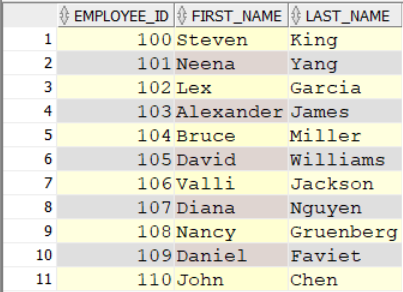 EMPLOYEE_ID FIRST_NAME LAST_NAME
1 100 Steven King
2 101 Neena Yang
3 102 Lex Garcia
4 103 Alexander James
5 104 Bruce Miller
6 105 David Williams
7 106 Valli Jackson
8 107 Diana Nguyen
9 108 Nancy Gruenberg
10 109 Daniel Faviet
11 110 John Chen